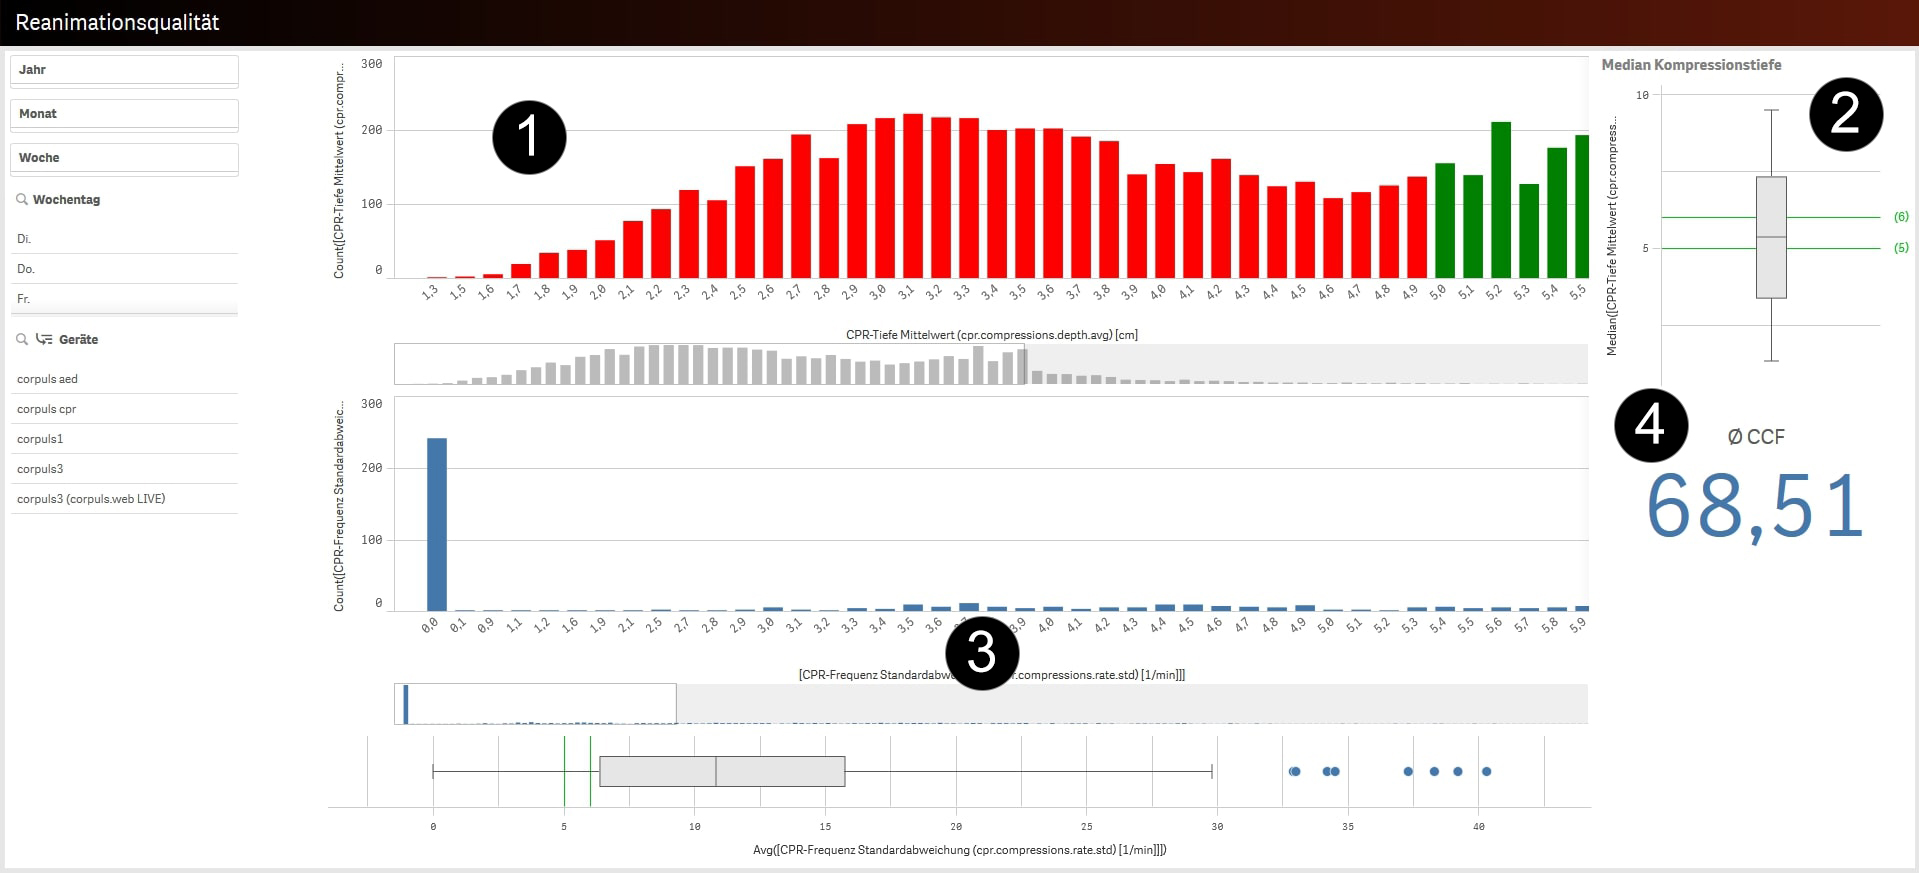 Reanimationsqualität
Jahr
Monat
Woche
Wochentag
Di.
Do.
Fr.
Geräte
corpuls aed
corpuls cpr
corpuls1
corpuls3
corpuls3 (corpuls.web LIVE)
Count([CPR-Tiefe Mittelwert (cpr.compr...
300
200
100
0
1
1,3 1,5 1,6 1,7 1,8 1,9 2,0 2,1 2,2 2,3 2,4 2,5 2,6 2,7 2,8 2,9 3,0 3,1 3,2 3,3 3,4 3,5 3,6 3,7 3,8 3,9 4,0 4,1 4,2 4,3 4,4 4,5 4,6 4,7 4,8 4,9 5,0 5,1 5,2 5,3 5,4 5,5
CPR-Tiefe Mittelwert (cpr.compressions.depth.avg) [cm]
Count([CPR-Frequenz Standardabweic...
300
200
100
0
0,0 0,1 0,9 1,1 1,2 1,6 1,9 2,1 2,5 2,7 2,8 2,9 3,0 3,1 3,2 3,3 3,4 3,5 3,6 3,9 4,0 4,1 4,2 4,3 4,4 4,5 4,6 4,7 4,8 4,9 5,0 5,1 5,2 5,3 5,4 5,5 5,6 5,7 5,8 5,9
3
[CPR-Frequenz r.compressions.rate.std) [1/min]]]
0 5 10 15 20 25 30 35 40
Avg([CPR-Frequenz Standardabweichung (cpr.compressions.rate.std) [1/min]]])
Median Kompressionstiefe
2
Median([CPR-Tiefe Mittelwert (cpr.compress...
10
5
(6)
(5)
4
Ø CCF
68,51